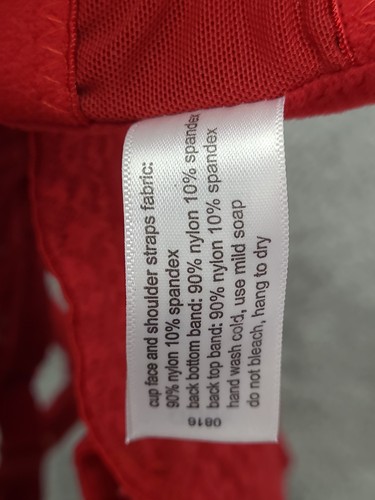 cup face and shoulder straps fabric:
90% nylon 10% spandex
back bottom band: 90% nylon 10% spandex
back top band: 90% nylon 10% spandex
hand wash cold, use mild soap
do not bleach, hang to dry
0816